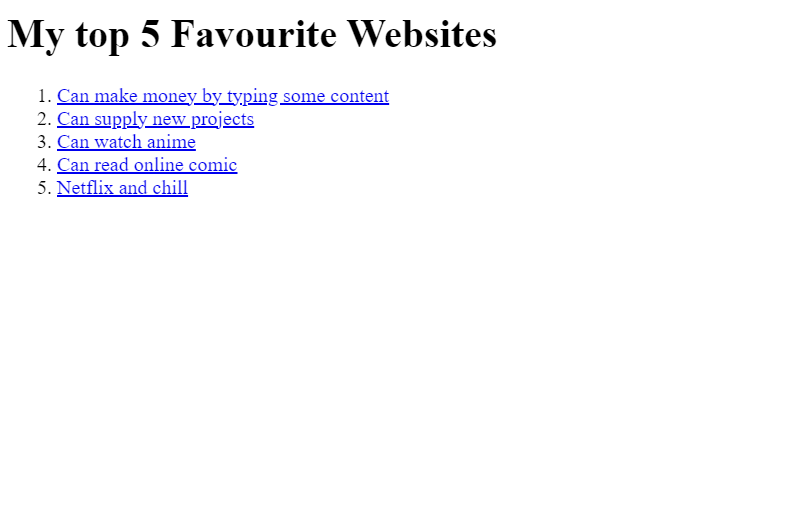 My top 5 Favourite Websites
1. Can make money by typing some content
2. Can supply new projects
3. Can watch anime
4. Can read online comic
5. Netflix and chill